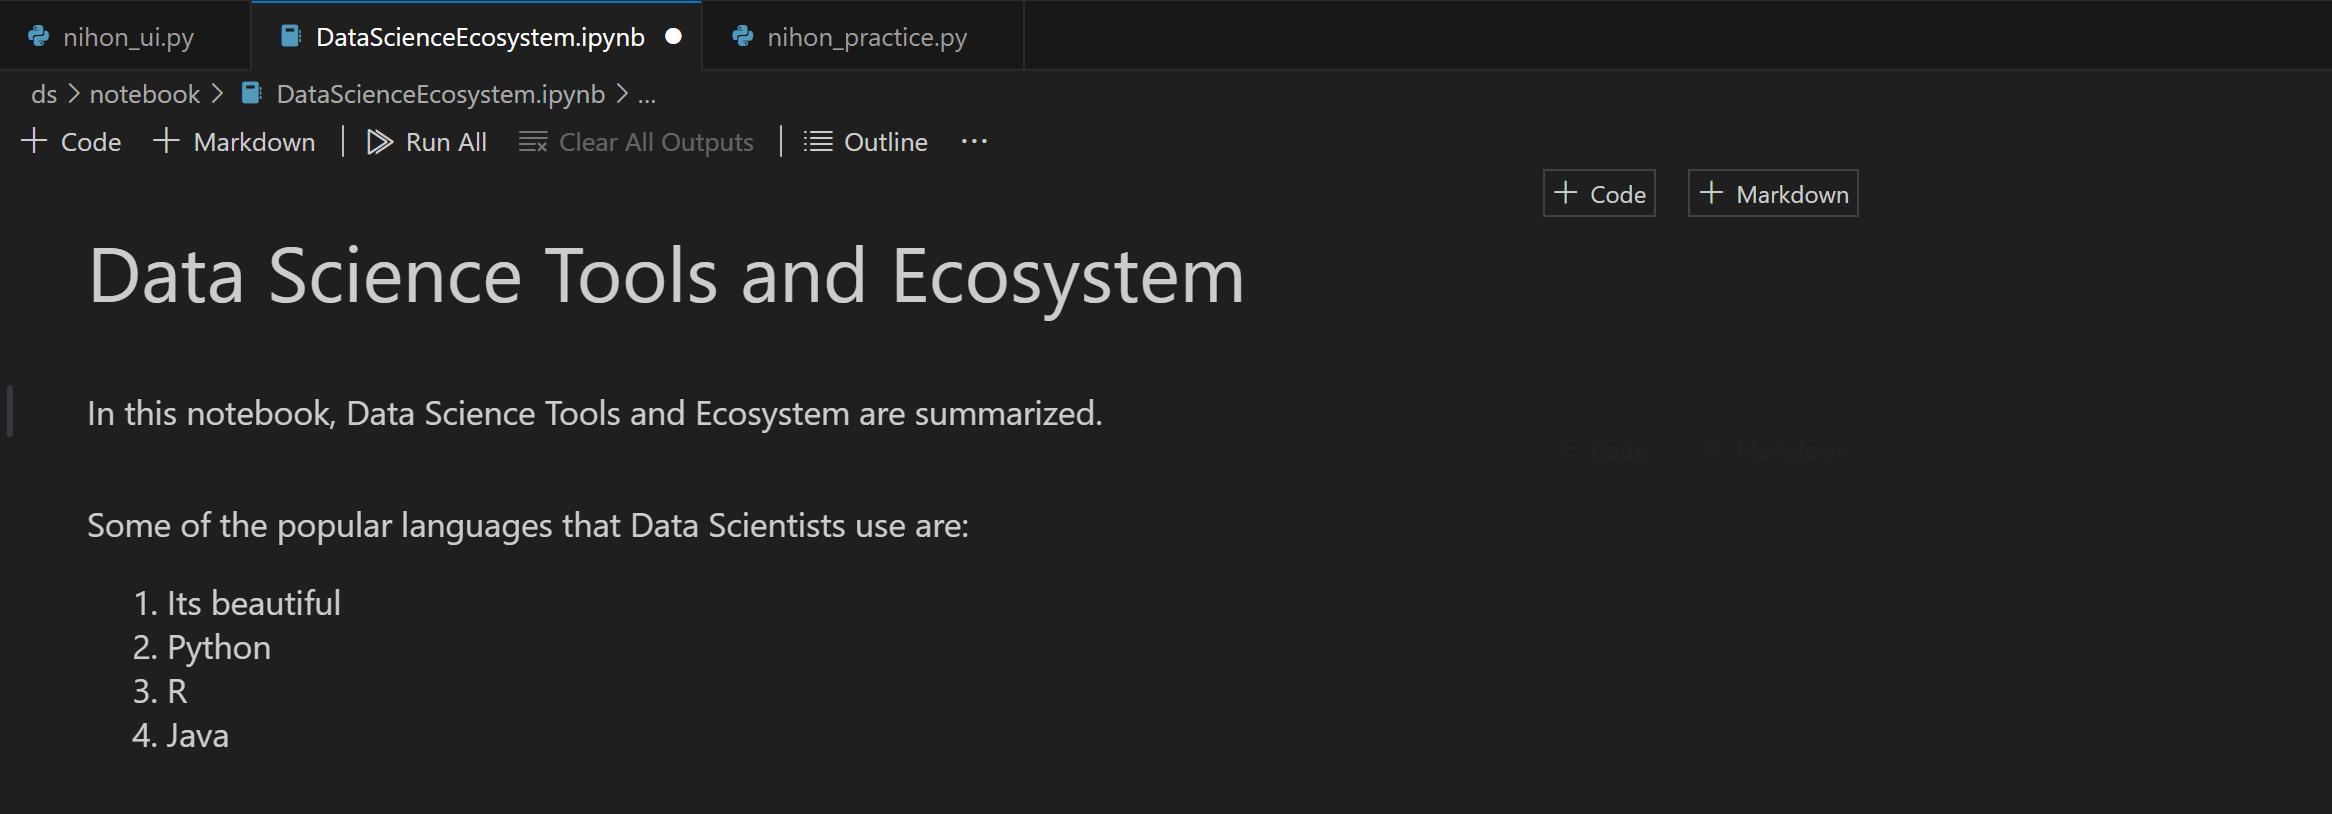 nihon_ui.py DataScienceEcosystem.ipynb nihon_practice.py
ds > notebook > DataScienceEcosystem.ipynb > ...
+ Code + Markdown | Run All Clear All Outputs | Outline ...
+ Code + Markdown
Data Science Tools and Ecosystem
In this notebook, Data Science Tools and Ecosystem are summarized.
+ Code + Markdown
Some of the popular languages that Data Scientists use are:
1. Its beautiful
2. Python
3. R
4. Java